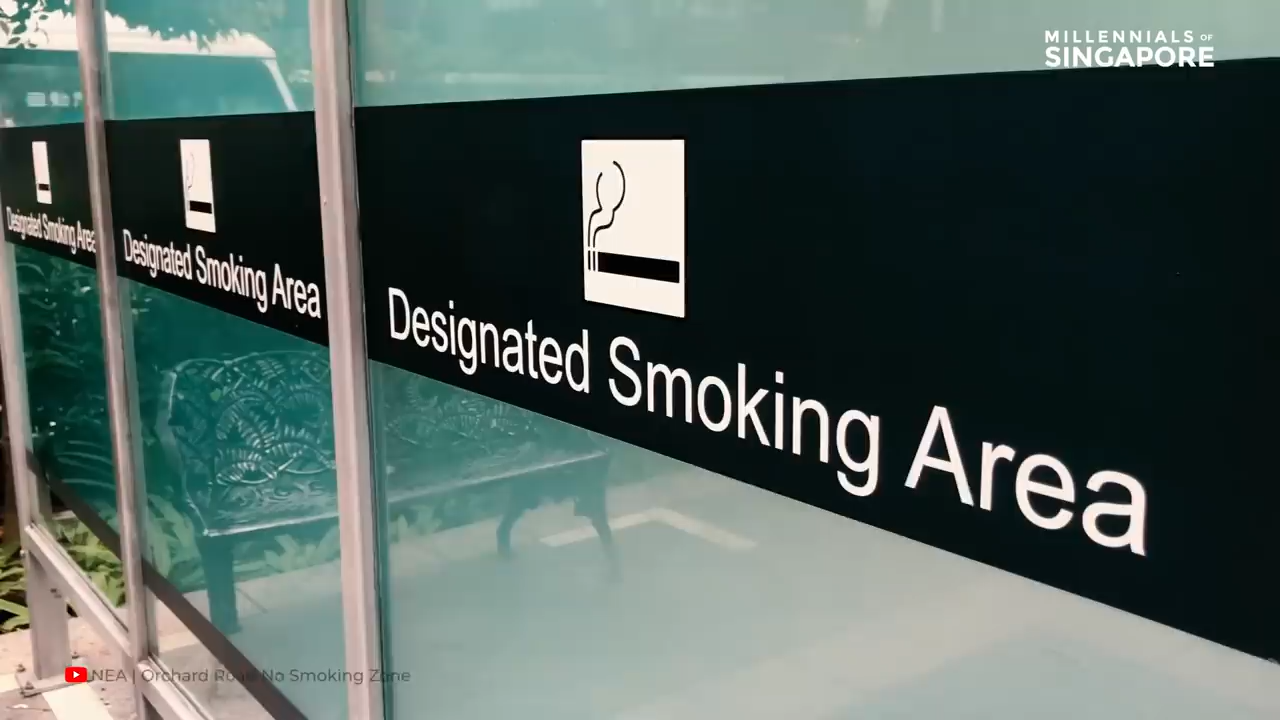 MILLENNIALS OF
SINGAPORE
Designated Smoking Area
Designated Smoking Area
Designated Smoking Area
NEA | Orchard Road No Smoking Zone